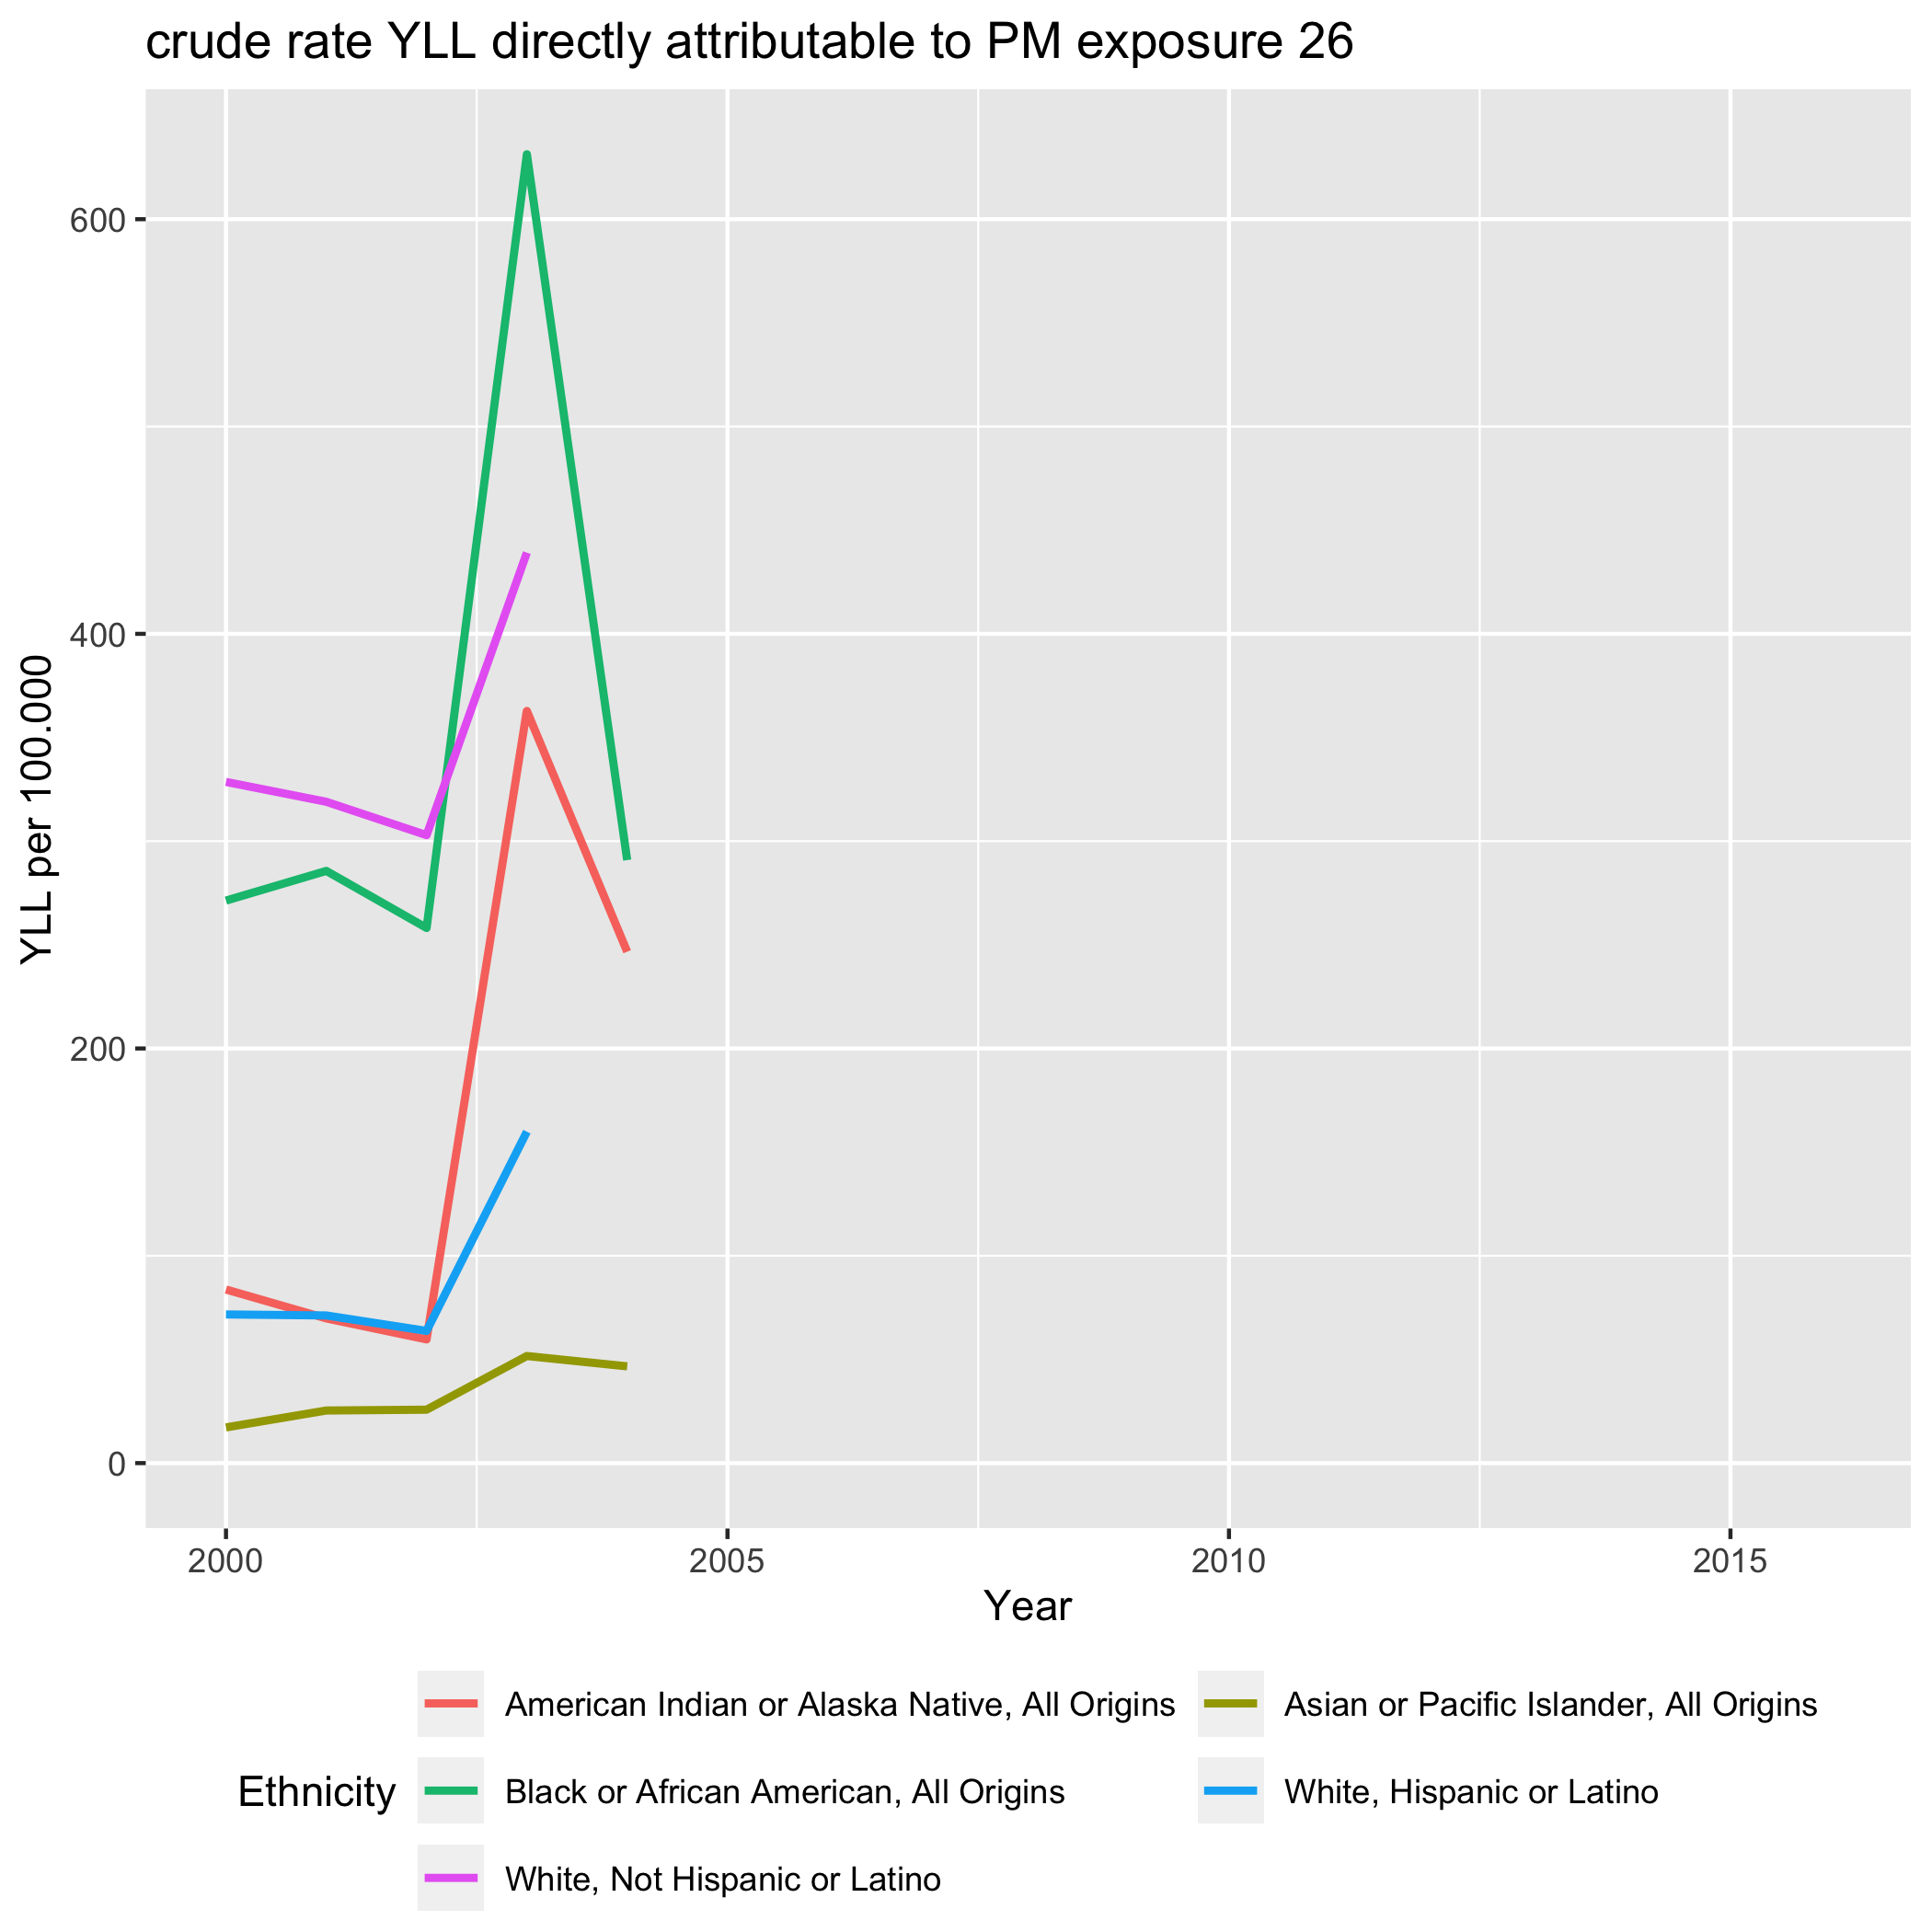 crude rate YLL directly attributable to PM exposure 26
YLL per 100.000
600
400
200
0
2000 2005 2010 2015
Year
Ethnicity
American Indian or Alaska Native, All Origins
Asian or Pacific Islander, All Origins
Black or African American, All Origins
White, Hispanic or Latino
White, Not Hispanic or Latino